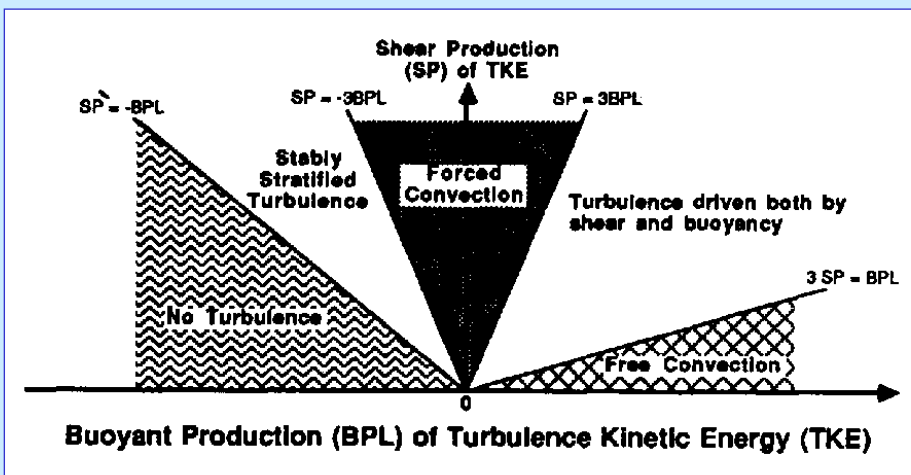 Shear Production
(SP) of TKE
SP = -BPL
SP = -3BPL
SP = 3BPL
Stably
Stratified
Turbulence
Forced
Convection
Turbulence driven both by
shear and buoyancy
3 SP = BPL
No Turbulence
Free Convection
0
Buoyant Production (BPL) of Turbulence Kinetic Energy (TKE)